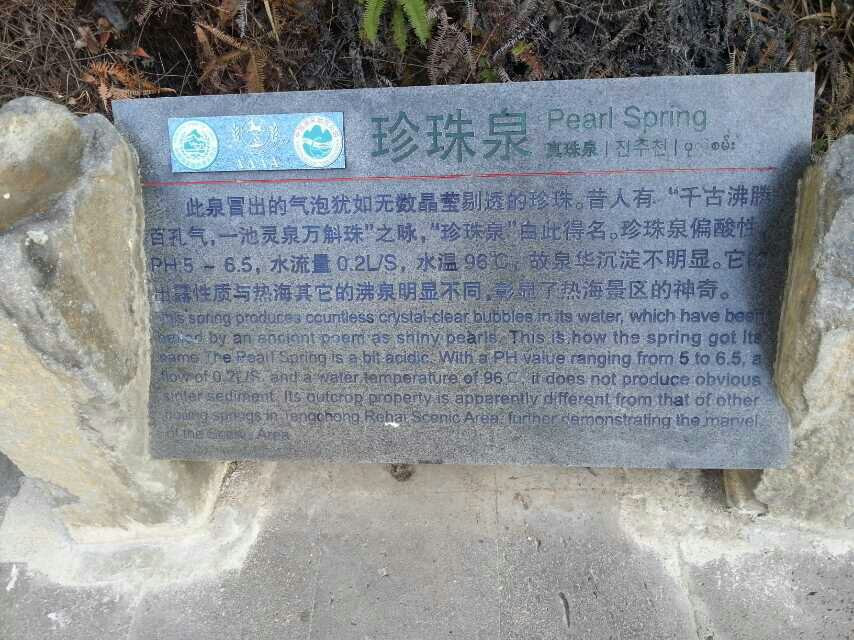 AAAA
珍珠泉 Pearl Spring
真珠泉 | 진주천 |
此泉冒出的气泡犹如无数晶莹剔透的珍珠。昔人有“千古沸腾
百孔气,一池灵泉万斛珠”之咏,“珍珠泉”由此得名。珍珠泉偏酸性,
PH:5 - 6.5, 水流量 0.2L/S, 水温 96℃, 故泉华沉淀不明显。它的
出露性质与热海其它的沸泉明显不同,彰显了热海景区的神奇。
This spring produces countless crystal-clear bubbles in its water, which have been
by an ancient poem as shiny pearls. This is how the spring got its
name The Pearl Spring is a bit acidic. With a PH value ranging from 5 to 6.5, a
flow of 0.2L/S and a water temperature of 96℃, it does not produce obvious
sinter sediment. Its outcrop property is apparently different from that of other
boiling springs in Tengchong Rehai Scenic Area, further demonstrating the marvel
of the Scenic Area